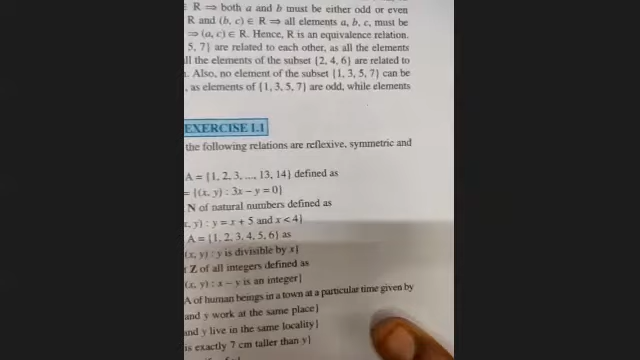 R ⇒ both a and b must be either odd or even
R and (b, c) ∈ R ⇒ all elements a, b, c, must be
⇒ (a, c) ∈ R. Hence, R is an equivalence relation.
5, 7} are related to each other, as all the elements
all the elements of the subset {2, 4, 6} are related to
. Also, no element of the subset {1, 3, 5, 7} can be
, as elements of {1, 3, 5, 7} are odd, while elements
EXERCISE 1.1
the following relations are reflexive, symmetric and
A = {1, 2, 3, ..., 13, 14} defined as
= {(x, y) : 3x – y = 0}
N of natural numbers defined as
x, y) : y = x + 5 and x < 4}
A = {1, 2, 3, 4, 5, 6} as
(x, y) : y is divisible by x}
Z of all integers defined as
(x, y) : x – y is an integer}
A of human beings in a town at a particular time given by
and y work at the same place}
and y live in the same locality}
is exactly 7 cm taller than y}